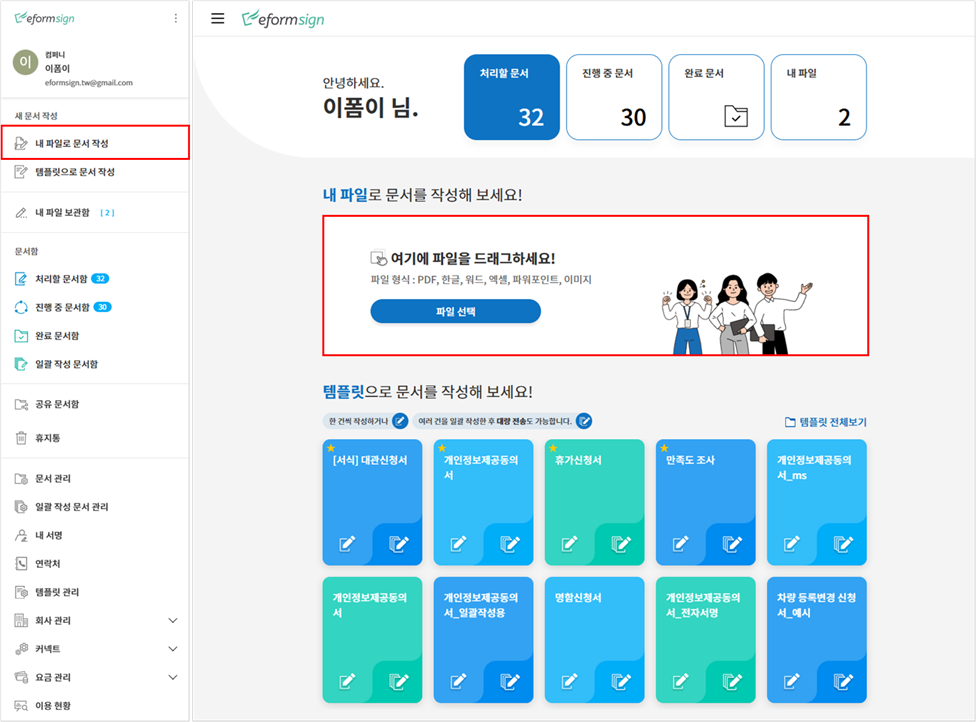 eformsign
이
컴퍼니
이폼이
eformsign.tw@gmail.com
새 문서 작성
내 파일로 문서 작성
템플릿으로 문서 작성
내 파일 보관함 [ 2 ]
문서함
처리할 문서함 32
진행 중 문서함 30
완료 문서함
일괄 작성 문서함
공유 문서함
휴지통
문서 관리
일괄 작성 문서 관리
내 서명
연락처
템플릿 관리
회사 관리
커넥트
요금 관리
이용 현황
eformsign
안녕하세요.
이폼이 님.
처리할 문서
32
진행 중 문서
30
완료 문서
내 파일
2
내 파일로 문서를 작성해 보세요!
여기에 파일을 드래그하세요!
파일 형식 : PDF, 한글, 워드, 엑셀, 파워포인트, 이미지
파일 선택
템플릿으로 문서를 작성해 보세요!
한 건씩 작성하거나
여러 건을 일괄 작성한 후 대량 전송도 가능합니다.
템플릿 전체보기
[서식] 대관신청서
개인정보제공동의
서
휴가신청서
만족도 조사
개인정보제공동의
서_ms
개인정보제공동의
서
개인정보제공동의
서_일괄작성용
명함신청서
개인정보제공동의
서_전자서명
차량 등록변경 신청
서_예시